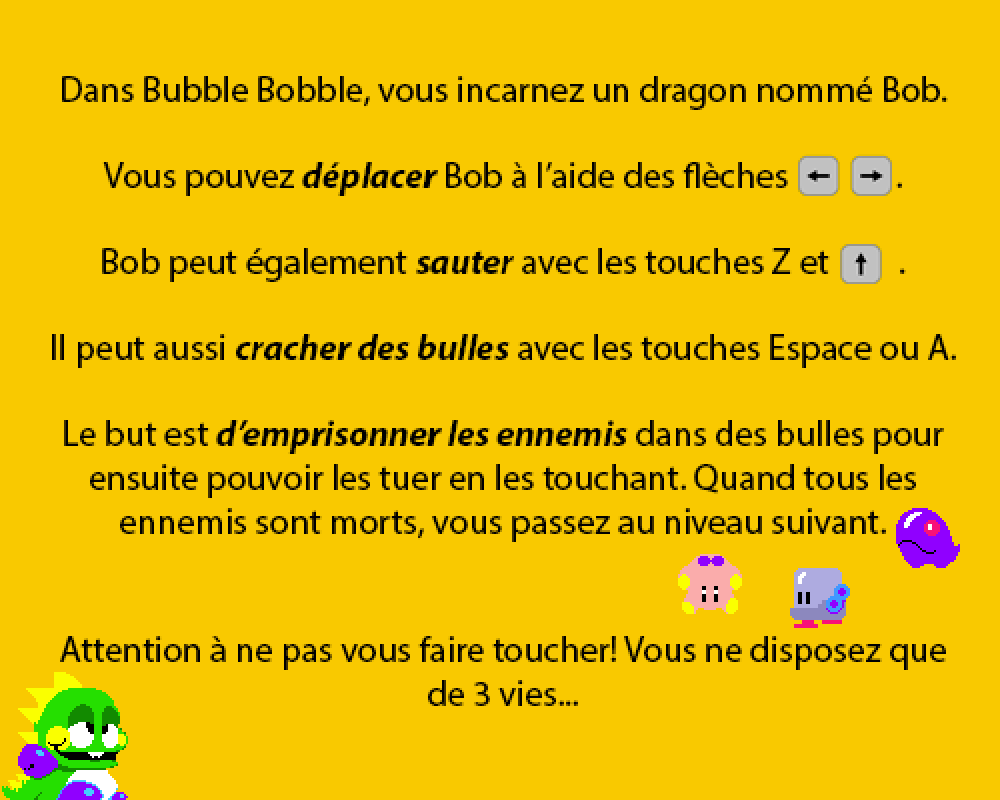 Dans Bubble Bobble, vous incarnez un dragon nommé Bob.
Vous pouvez déplacer Bob à l’aide des flèches ← → .
Bob peut également sauter avec les touches Z et ↑ .
Il peut aussi cracher des bulles avec les touches Espace ou A.
Le but est d’emprisonner les ennemis dans des bulles pour
ensuite pouvoir les tuer en les touchant. Quand tous les
ennemis sont morts, vous passez au niveau suivant.
Attention à ne pas vous faire toucher! Vous ne disposez que
de 3 vies...